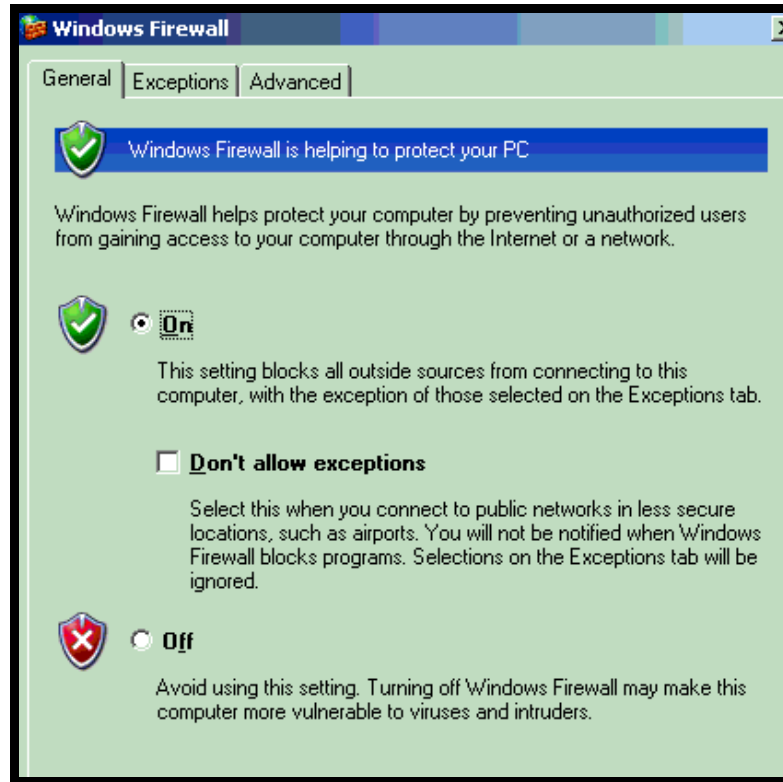 Windows Firewall
General Exceptions Advanced
Windows Firewall is helping to protect your PC
Windows Firewall helps protect your computer by preventing unauthorized users
from gaining access to your computer through the Internet or a network.
On
This setting blocks all outside sources from connecting to this
computer, with the exception of those selected on the Exceptions tab.
Don't allow exceptions
Select this when you connect to public networks in less secure
locations, such as airports. You will not be notified when Windows
Firewall blocks programs. Selections on the Exceptions tab will be
ignored.
Off
Avoid using this setting. Turning off Windows Firewall may make this
computer more vulnerable to viruses and intruders.